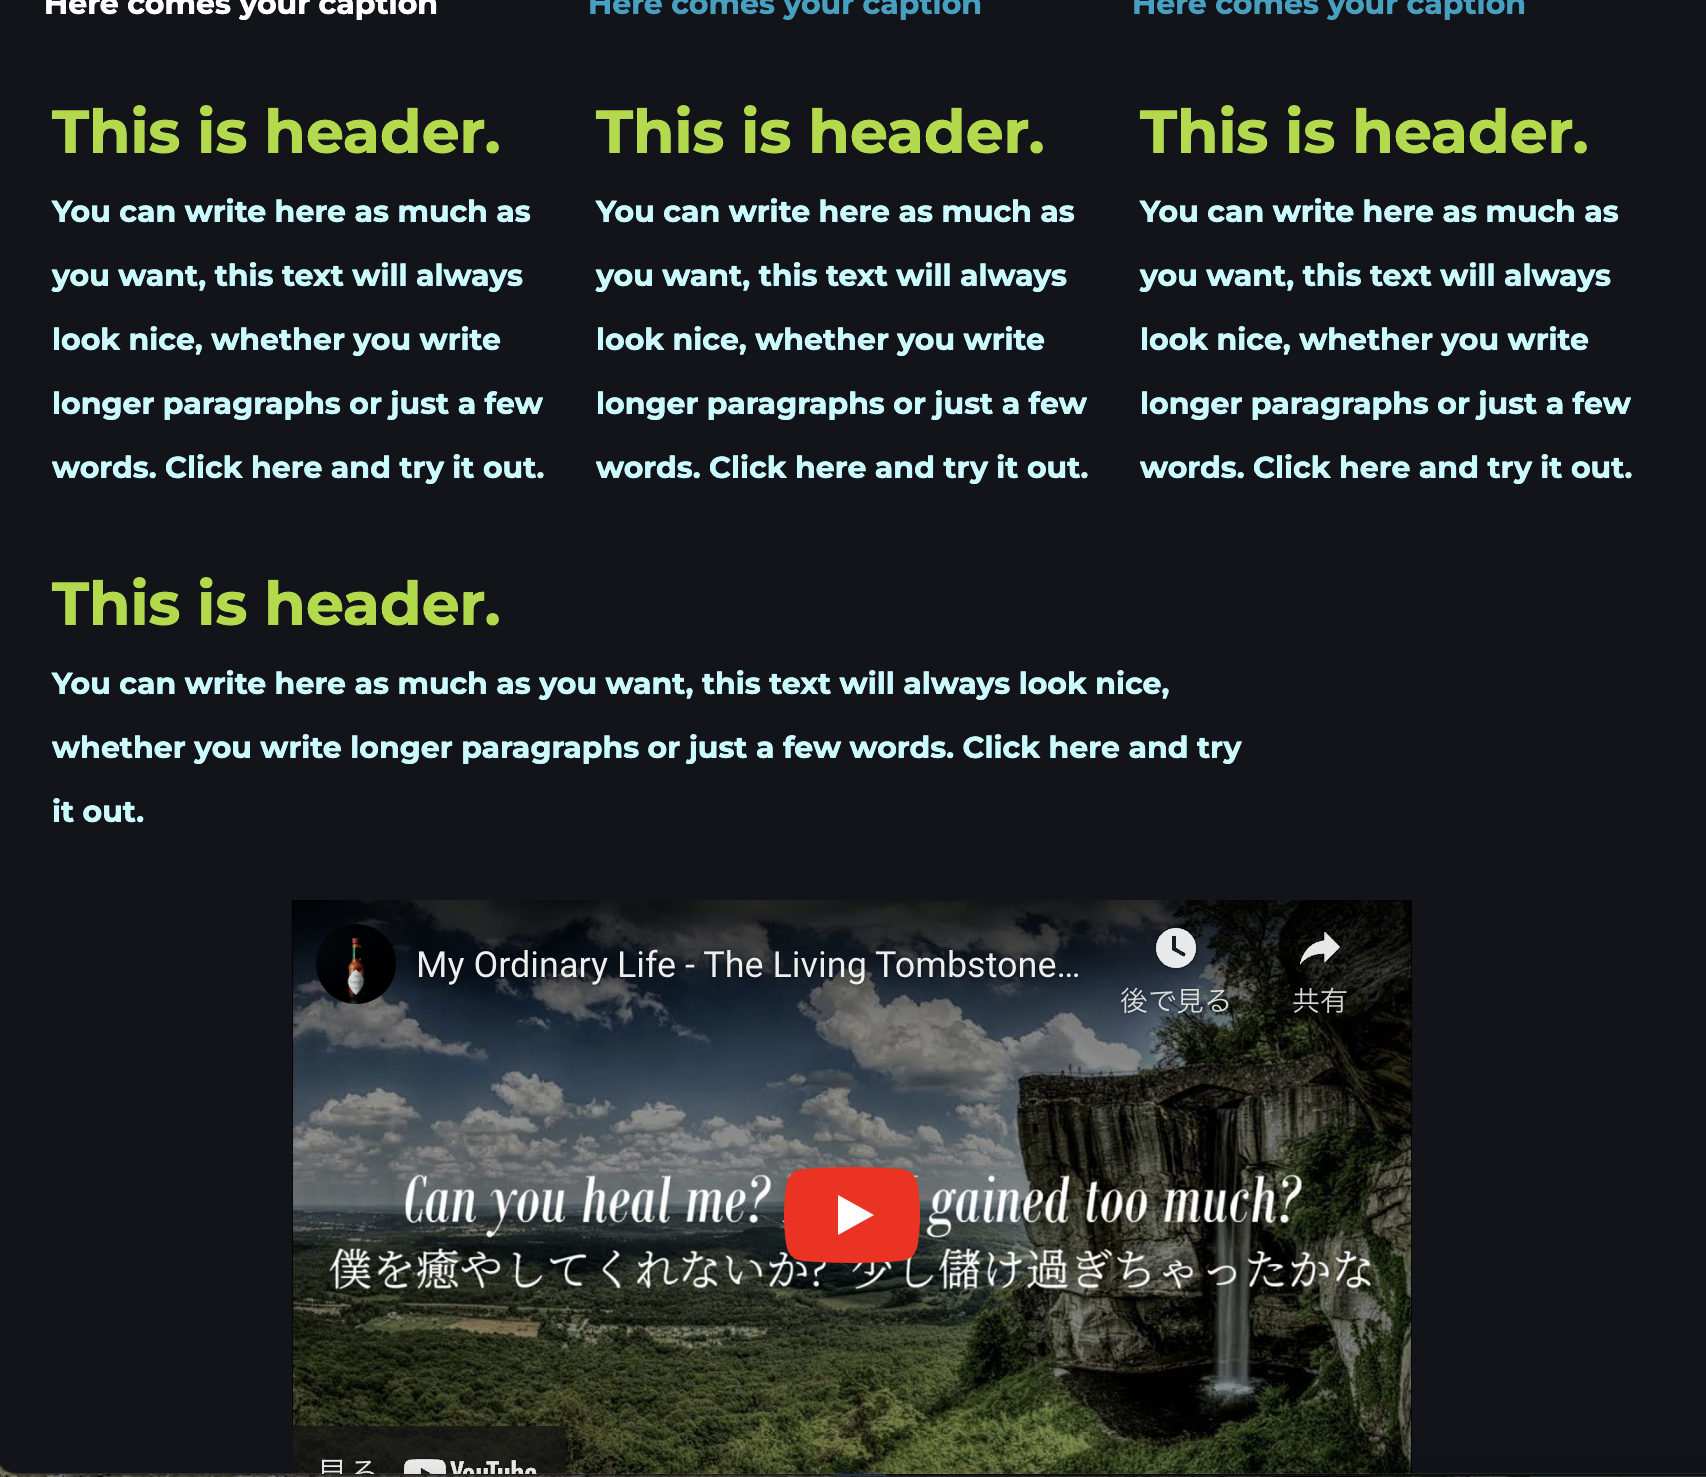 Here comes your caption
Here comes your caption
Here comes your caption
This is header.
You can write here as much as
you want, this text will always
look nice, whether you write
longer paragraphs or just a few
words. Click here and try it out.
This is header.
You can write here as much as
you want, this text will always
look nice, whether you write
longer paragraphs or just a few
words. Click here and try it out.
This is header.
You can write here as much as
you want, this text will always
look nice, whether you write
longer paragraphs or just a few
words. Click here and try it out.
This is header.
You can write here as much as you want, this text will always look nice,
whether you write longer paragraphs or just a few words. Click here and try
it out.
My Ordinary Life - The Living Tombstone...
後で見る
共有
Can you heal me? gained too much?
僕を癒やしてくれないか? 少し儲け過ぎちゃったかな
見る YouTube